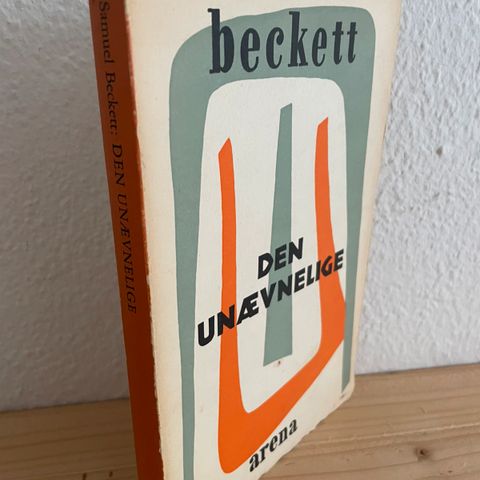 Samuel Beckett: DEN UNÆVNELIGE
beckett
DEN
UNÆVNELIGE
arena